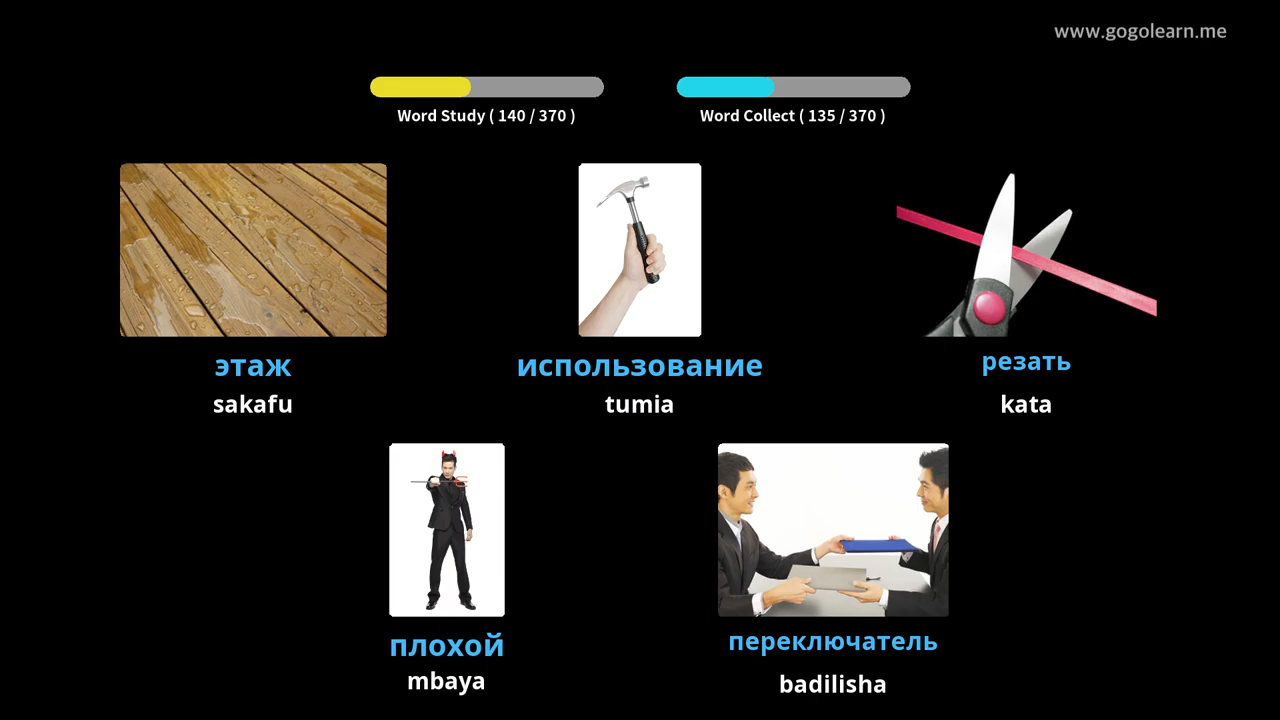 www.gogolearn.me
Word Study ( 140 / 370 )
Word Collect ( 135 / 370 )
этаж
sakafu
использование
tumia
резать
kata
плохой
mbaya
переключатель
badilisha